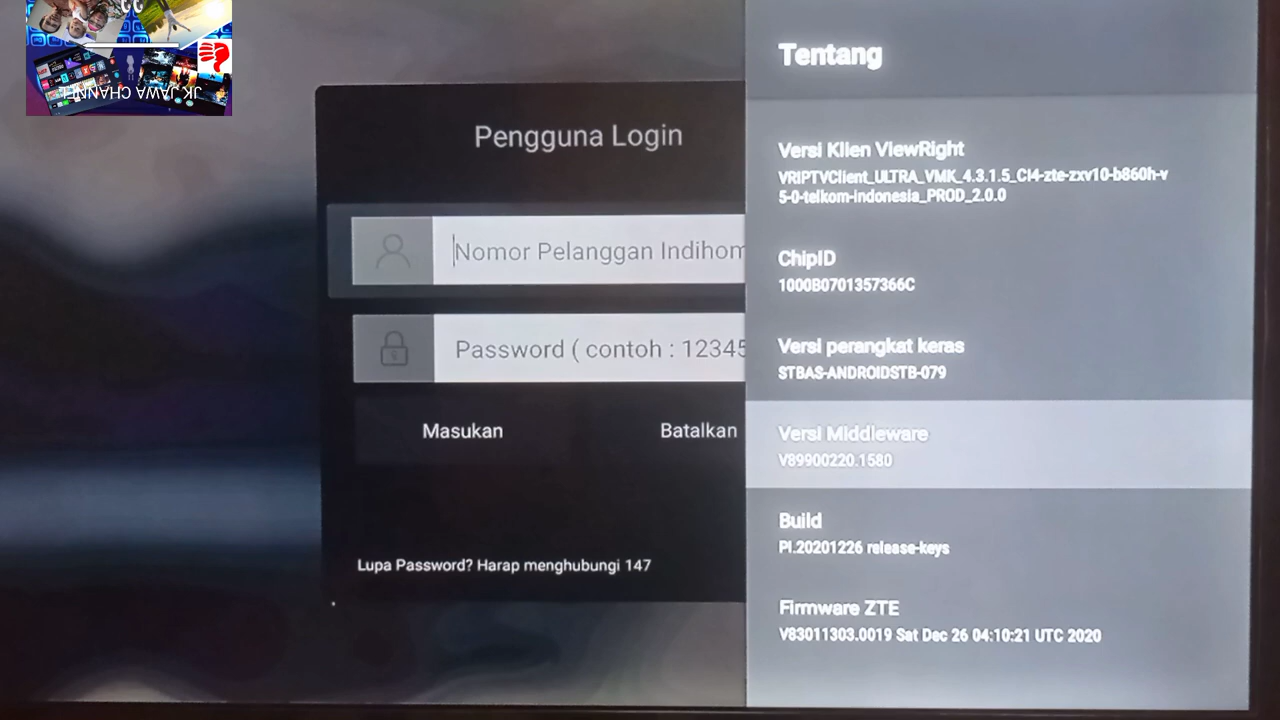 JK JAWA CHANNEL
Pengguna Login
Nomor Pelanggan Indihom
Password ( contoh : 12345
Masukan
Batalkan
Lupa Password? Harap menghubungi 147
Tentang
Versi Klien ViewRight
VRIPTVClient_ULTRA_VMK_4.3.1.5_CI4-zte-zxv10-b860h-v
5-0-telkom-indonesia_PROD_2.0.0
ChipID
1000B0701357366C
Versi perangkat keras
STBAS-ANDROIDSTB-079
Versi Middleware
V89900220.1580
Build
PI.20201226 release-keys
Firmware ZTE
V83011303.0019 Sat Dec 26 04:10:21 UTC 2020